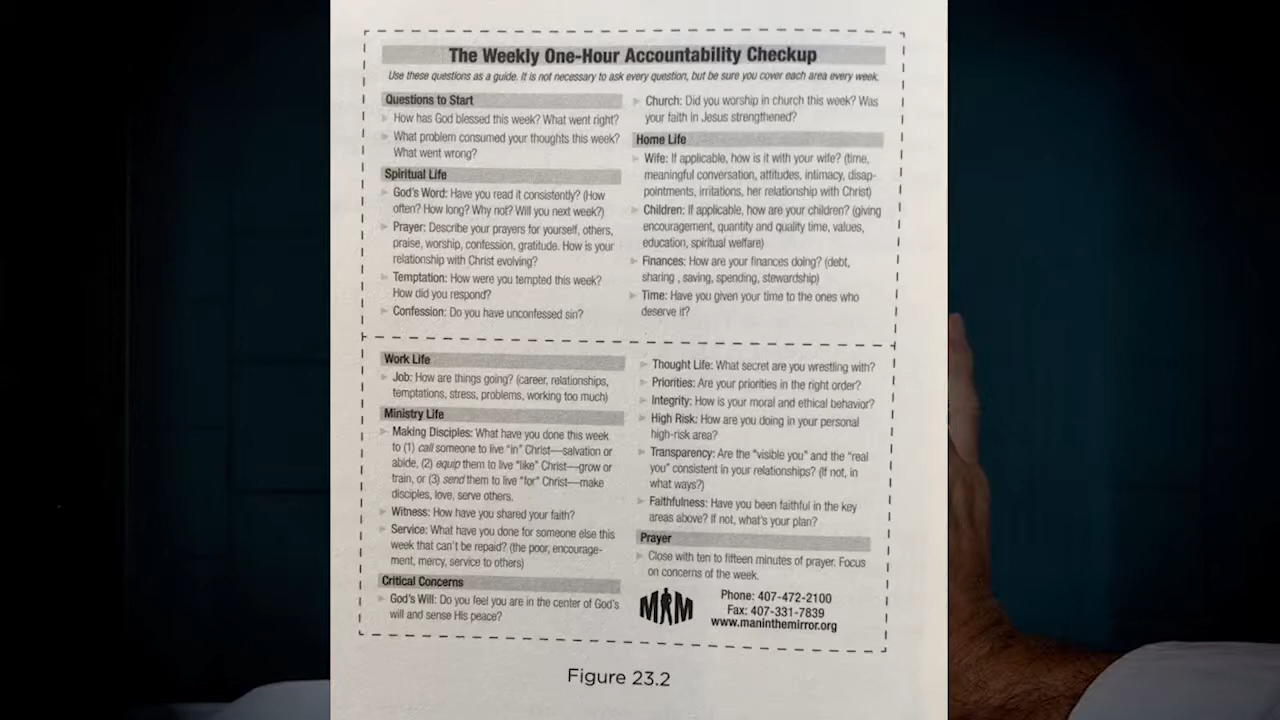 The Weekly One-Hour Accountability Checkup
Use these questions as a guide. It is not necessary to ask every question, but be sure you cover each area every week.
Questions to Start
How has God blessed this week? What went right?
What problem consumed your thoughts this week?
What went wrong?
Spiritual Life
God's Word: Have you read it consistently? (How
often? How long? Why not? Will you next week?)
Prayer: Describe your prayers for yourself, others,
praise, worship, confession, gratitude. How is your
relationship with Christ evolving?
Temptation: How were you tempted this week?
How did you respond?
Confession: Do you have unconfessed sin?
Church: Did you worship in church this week? Was
your faith in Jesus strengthened?
Home Life
Wife: If applicable, how is it with your wife? (time,
meaningful conversation, attitudes, intimacy, disap-
pointments, irritations, her relationship with Christ)
Children: If applicable, how are your children? (giving
encouragement, quantity and quality time, values,
education, spiritual welfare)
Finances: How are your finances doing? (debt,
sharing , saving, spending, stewardship)
Time: Have you given your time to the ones who
deserve it?
Work Life
Job: How are things going? (career, relationships,
temptations, stress, problems, working too much)
Ministry Life
Making Disciples: What have you done this week
to (1) call someone to live "in" Christ—salvation or
abide, (2) equip them to live "like" Christ—grow or
train, or (3) send them to live "for" Christ—make
disciples, love, serve others.
Witness: How have you shared your faith?
Service: What have you done for someone else this
week that can't be repaid? (the poor, encourage-
ment, mercy, service to others)
Critical Concerns
God's Will: Do you feel you are in the center of God's
will and sense His peace?
Thought Life: What secret are you wrestling with?
Priorities: Are your priorities in the right order?
Integrity: How is your moral and ethical behavior?
High Risk: How are you doing in your personal
high-risk area?
Transparency: Are the "visible you" and the "real
you" consistent in your relationships? (If not, in
what ways?)
Faithfulness: Have you been faithful in the key
areas above? If not, what's your plan?
Prayer
Close with ten to fifteen minutes of prayer. Focus
on concerns of the week.
MIM
Phone: 407-472-2100
Fax: 407-331-7839
www.maninthemirror.org
Figure 23.2